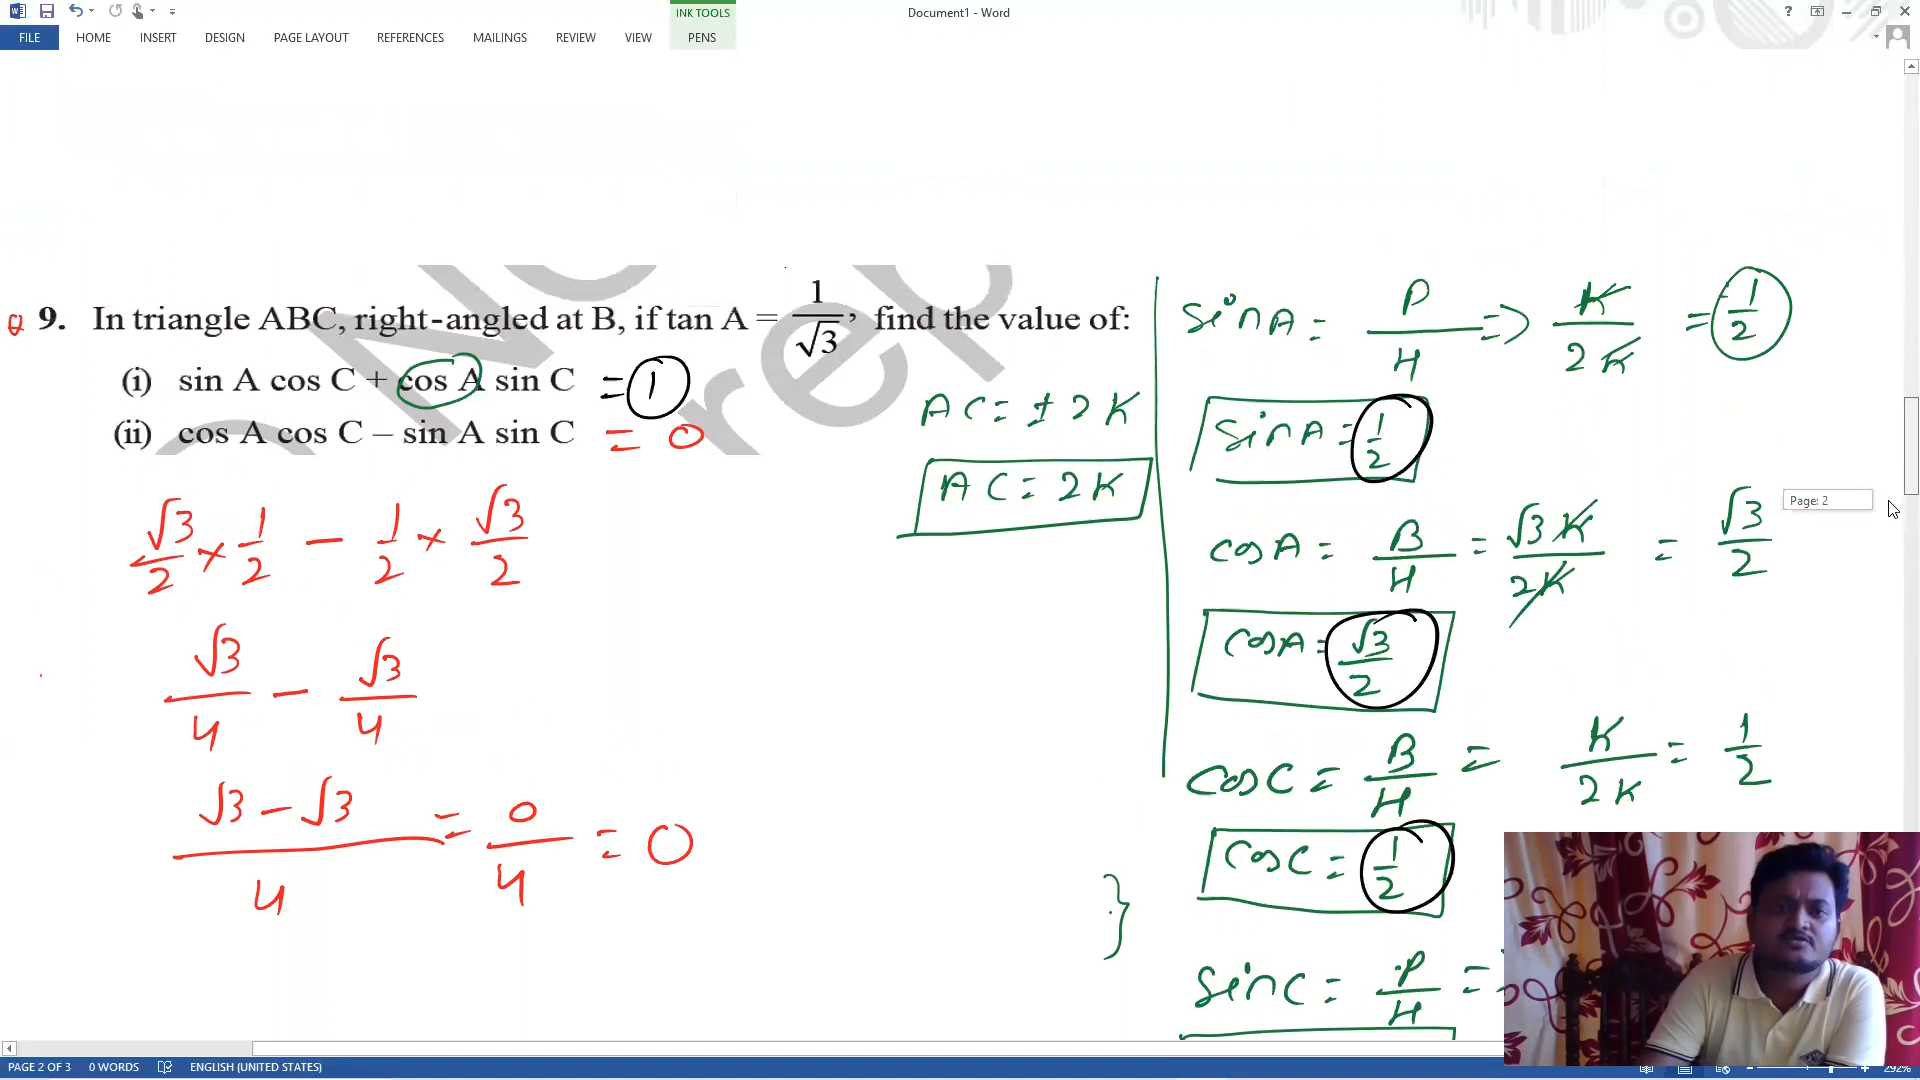 INK TOOLS
Document1 - Word
FILE HOME INSERT DESIGN PAGE LAYOUT REFERENCES MAILINGS REVIEW VIEW PENS
Q 9. In triangle ABC, right-angled at B, if tan A = 1/√3, find the value of:
(i) sin A cos C + cos A sin C = 1
(ii) cos A cos C – sin A sin C = 0
√3/2 × 1/2 − 1/2 × √3/2
√3/4 − √3/4
(√3 − √3)/4 = 0/4 = 0
AC = ± 2K
AC = 2K
sinA = P/H => K/2K = 1/2
sinA = 1/2
cosA = B/H = √3K/2K = √3/2
cosA = √3/2
cosC = B/H = K/2K = 1/2
cosC = 1/2
}
sinC = P/H =
Page: 2
PAGE 2 OF 3 0 WORDS ENGLISH (UNITED STATES)
292%